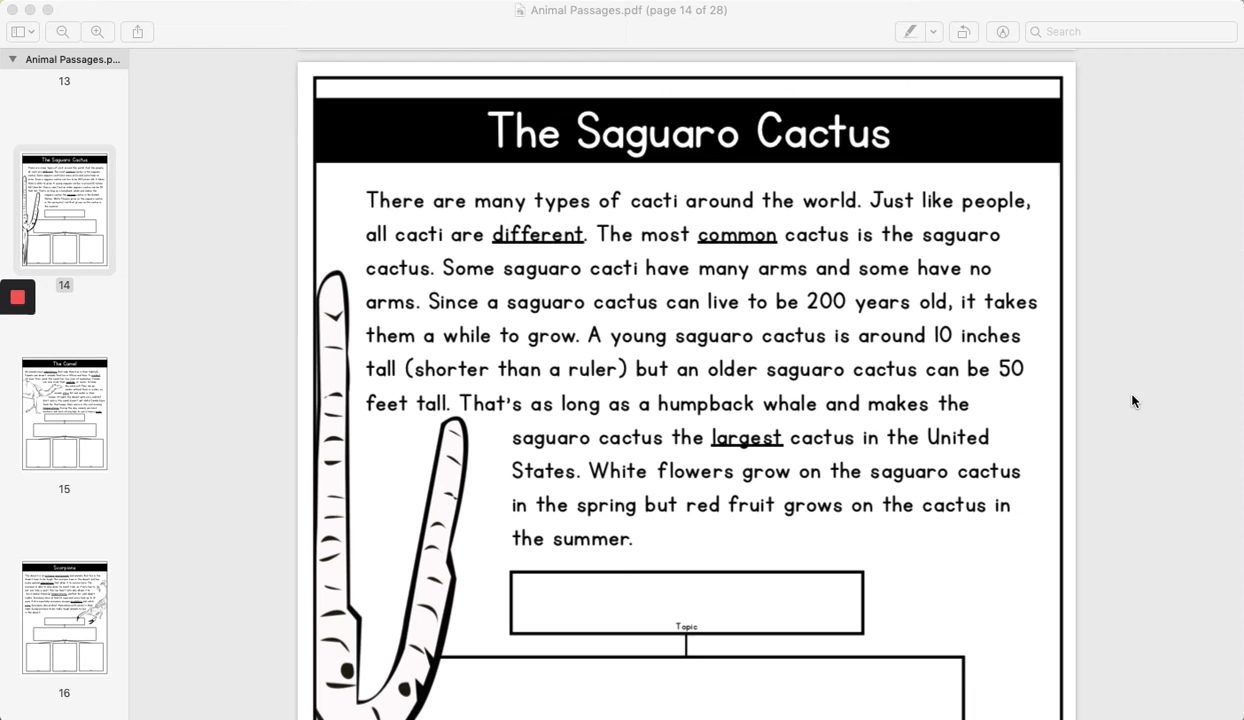 Animal Passages.pdf (page 14 of 28)
Search
Animal Passages.p...
13
The Saguaro Cactus
14
The Camel
15
Scorpions
16
The Saguaro Cactus
There are many types of cacti around the world. Just like people,
all cacti are different. The most common cactus is the saguaro
cactus. Some saguaro cacti have many arms and some have no
arms. Since a saguaro cactus can live to be 200 years old, it takes
them a while to grow. A young saguaro cactus is around 10 inches
tall (shorter than a ruler) but an older saguaro cactus can be 50
feet tall. That's as long as a humpback whale and makes the
saguaro cactus the largest cactus in the United
States. White flowers grow on the saguaro cactus
in the spring but red fruit grows on the cactus in
the summer.
Topic